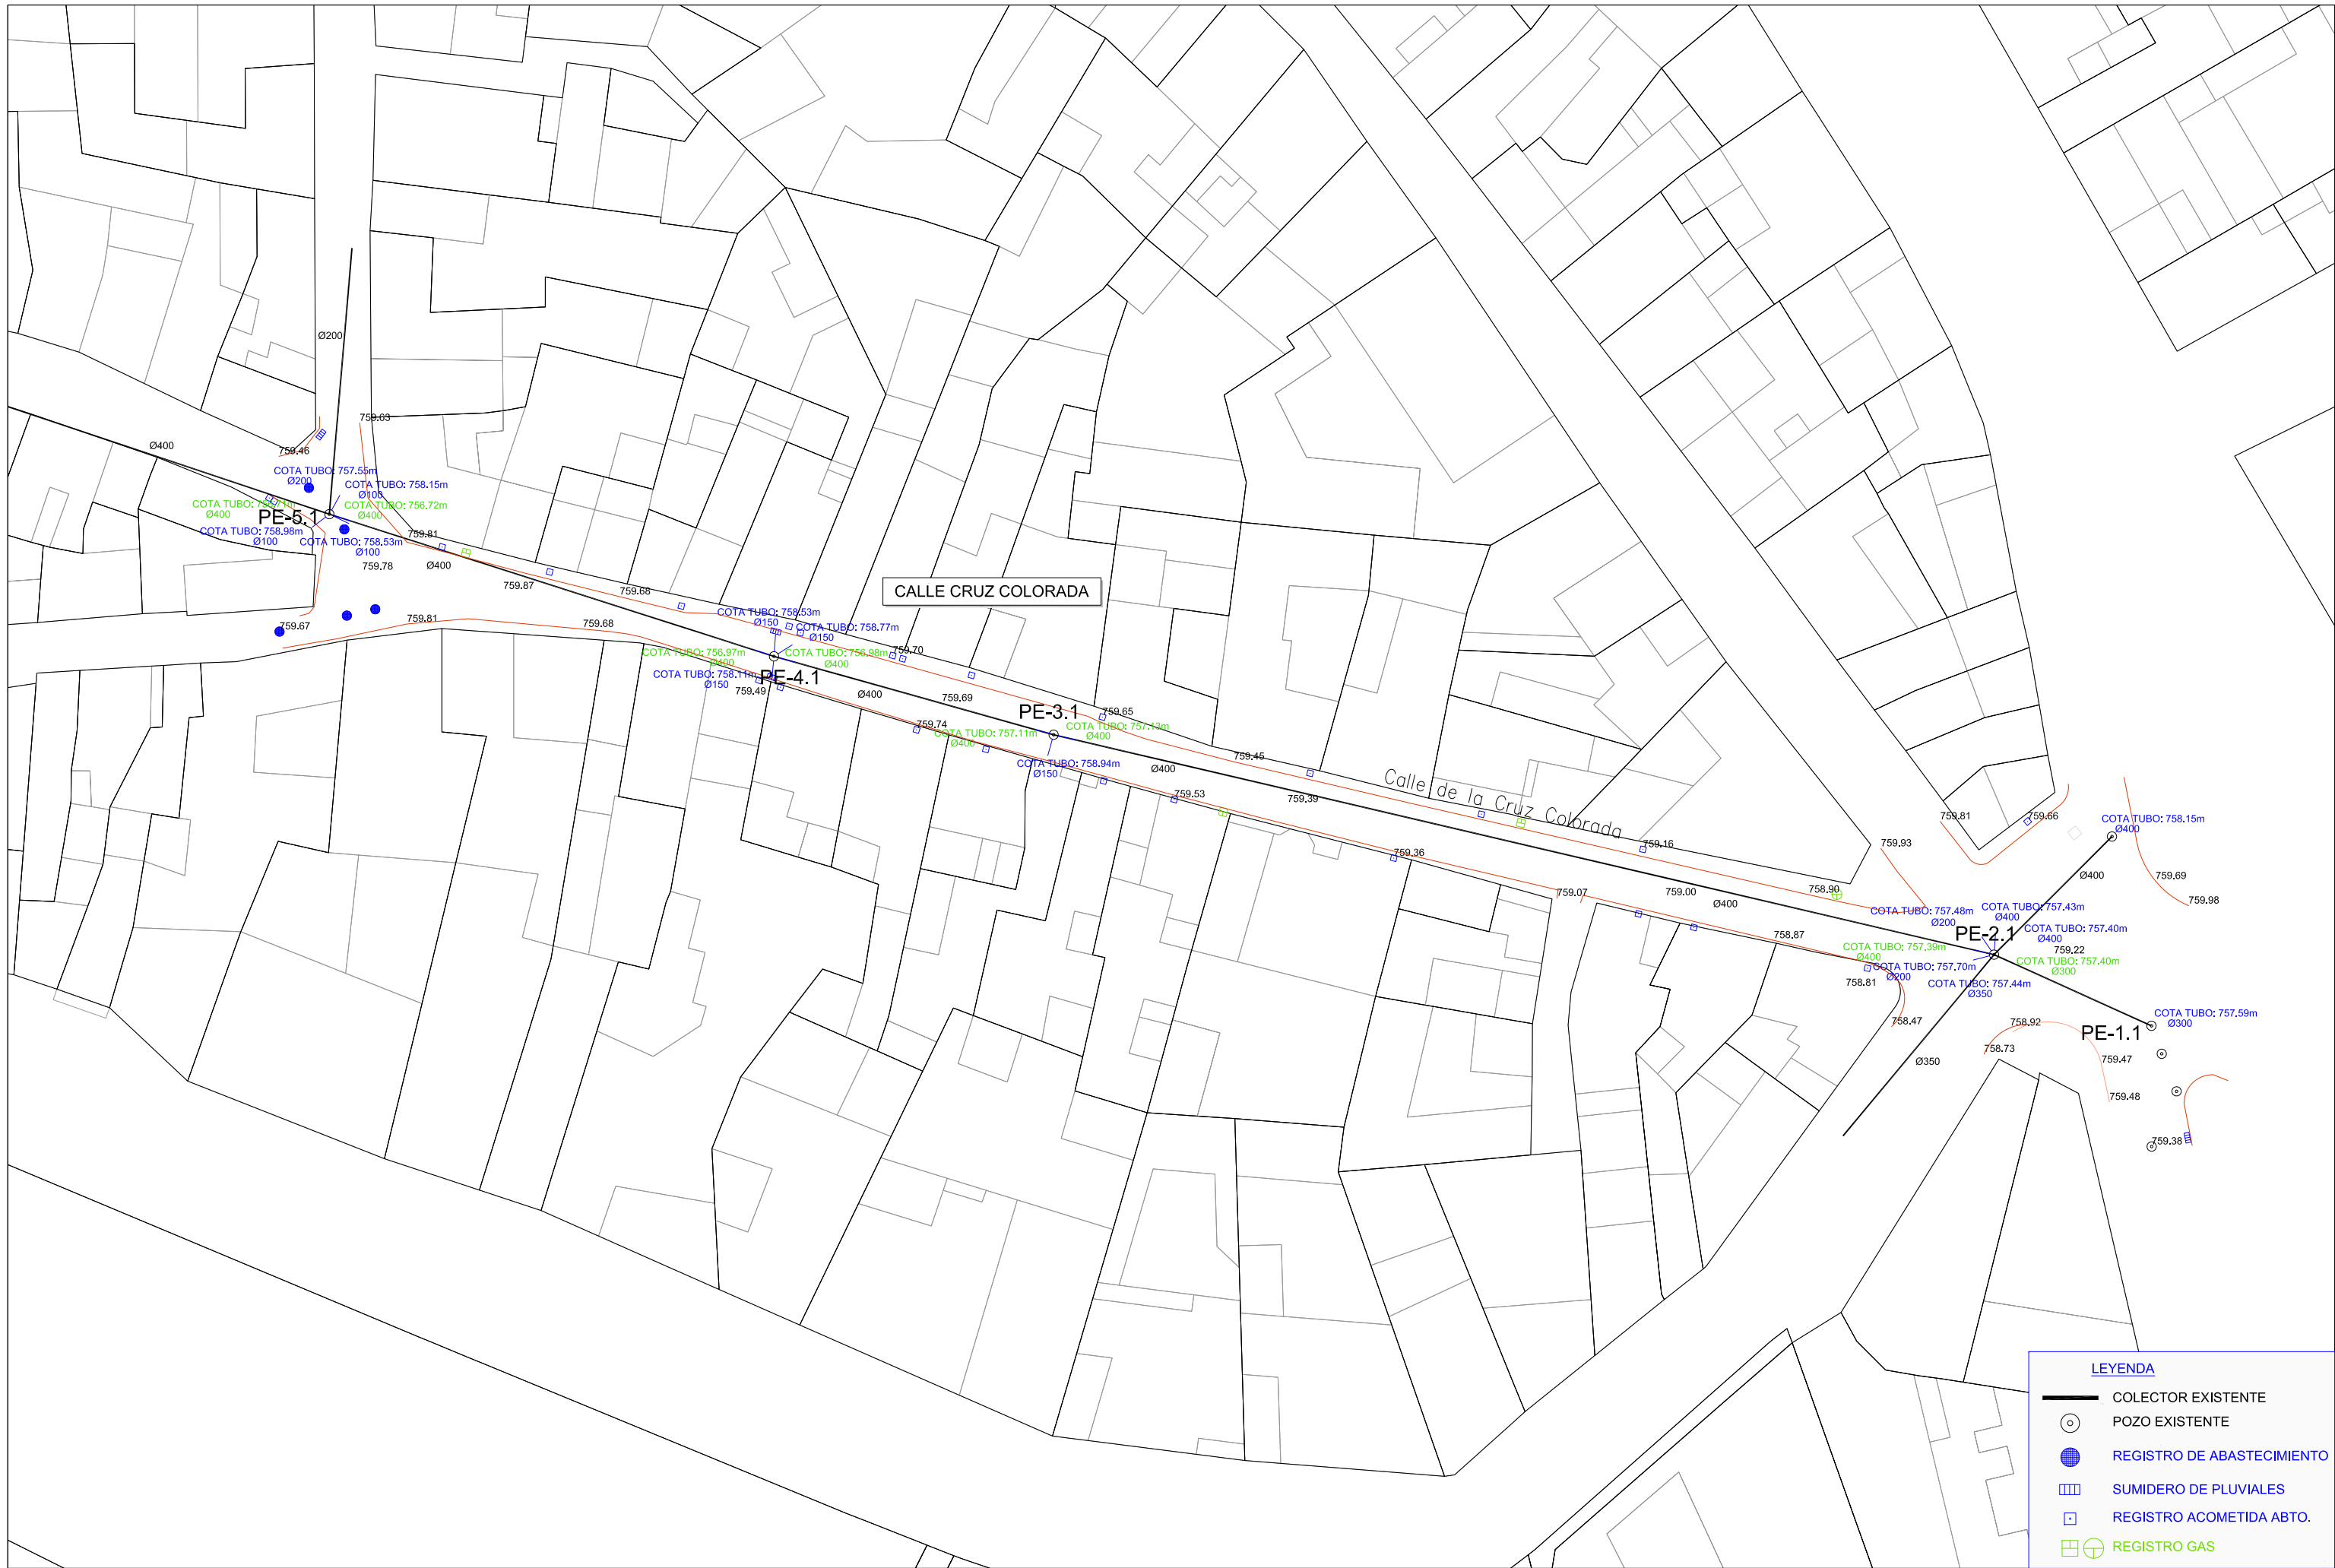 Ø200
759.63
Ø400
759.46
COTA TUBO: 757.55m
Ø200
COTA TUBO: 758.15m
Ø100
COTA TUBO:
Ø400
COTA TUBO: 756,72m
Ø400
PE-5.1
COTA TUBO: 758.98m
Ø100
COTA TUBO: 758.53m
Ø100
759.81
759.78
Ø400
759.87
759.68
CALLE CRUZ COLORADA
759.67
759.81
759.68
COTA TUBO: 758.53m
Ø150
COTA TUBO: 758.77m
Ø150
759.70
COTA TUBO: 756.97m
Ø400
COTA TUBO: 756.98m
Ø400
COTA TUBO: 758.11m
Ø150
PE-4.1
759.49
Ø400
759.69
PE-3.1
759.65
759.74
COTA TUBO: 757.11m
Ø400
COTA TUBO: 757.13m
Ø400
COTA TUBO: 758.94m
Ø150
759.45
Ø400
759.53
759.39
Calle de la Cruz Colorada
759.36
759.16
759.93
759.81
759.66
COTA TUBO: 758.15m
Ø400
Ø400
759.69
759.98
759.07
759.00
Ø400
758.90
COTA TUBO: 757.48m
Ø200
COTA TUBO: 757.43m
Ø400
COTA TUBO: 757.40m
Ø400
PE-2.1
758.87
COTA TUBO: 757,39m
Ø400
759.22
COTA TUBO: 757.40m
Ø300
COTA TUBO: 757.70m
Ø200
758.81
COTA TUBO: 757.44m
Ø350
758.47
758.92
COTA TUBO: 757.59m
Ø300
PE-1.1
758.73
Ø350
759.47
759.48
759.38
LEYENDA
COLECTOR EXISTENTE
POZO EXISTENTE
REGISTRO DE ABASTECIMIENTO
SUMIDERO DE PLUVIALES
REGISTRO ACOMETIDA ABTO.
REGISTRO GAS